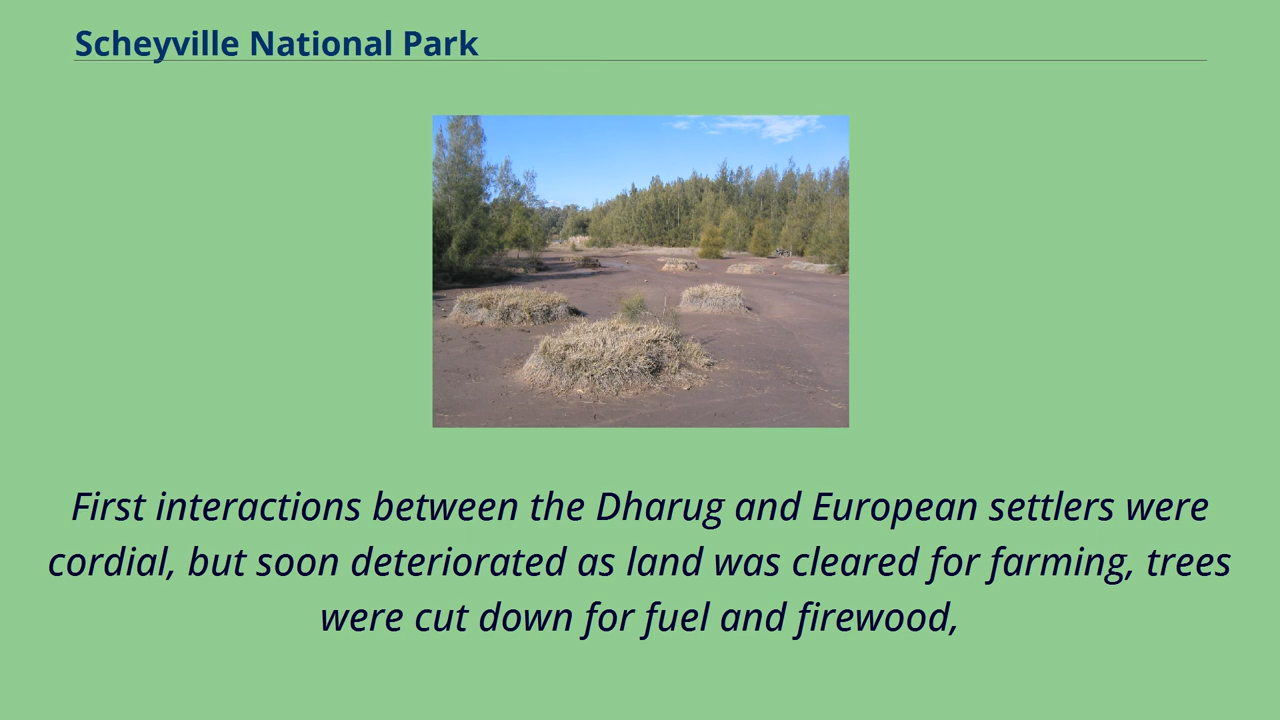 Scheyville National Park
First interactions between the Dharug and European settlers were
cordial, but soon deteriorated as land was cleared for farming, trees
were cut down for fuel and firewood,